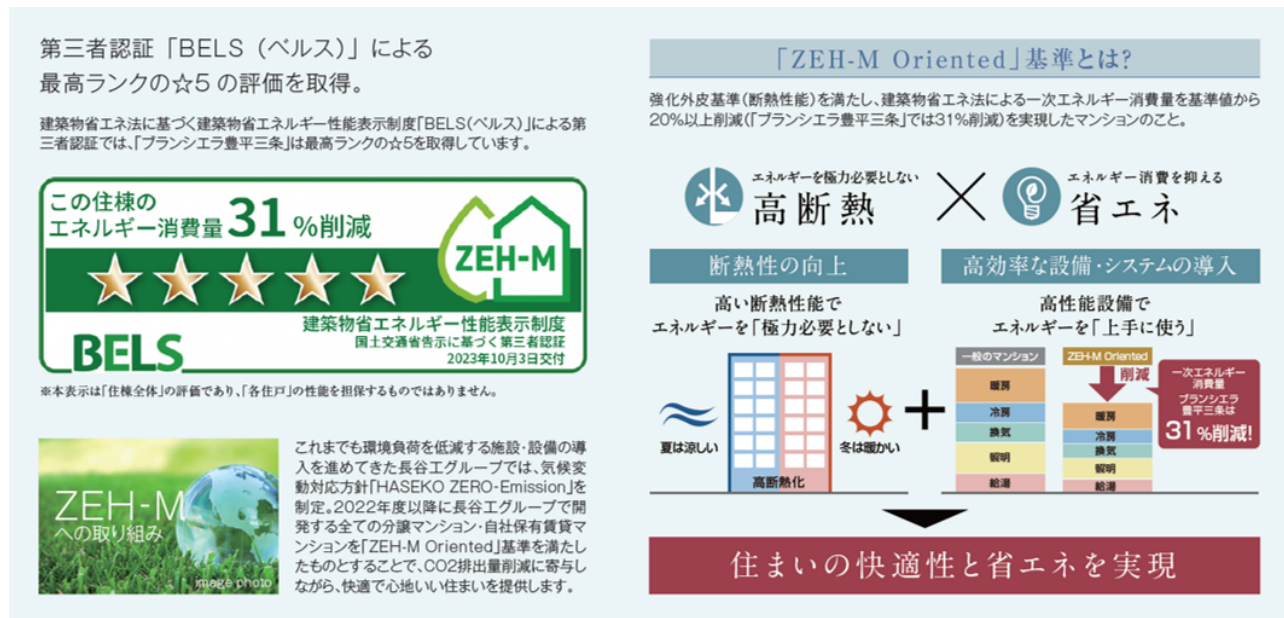 第三者認証「BELS（ベルス）」による
最高ランクの☆5の評価を取得。
建築物省エネ法に基づく建築物省エネルギー性能表示制度「BELS(ベルス)」による第
三者認証では、「ブランシエラ豊平三条」は最高ランクの☆5を取得しています。
この住棟の
エネルギー消費量31%削減
ZEH-M
建築物省エネルギー性能表示制度
国土交通省告示に基づく第三者認証
2023年10月3日交付
BELS
※本表示は「住棟全体」の評価であり、「各住戸」の性能を担保するものではありません。
ZEH-M
への取り組み
image photo
これまでも環境負荷を低減する施設・設備の導
入を進めてきた長谷工グループでは、気候変
動対応方針「HASEKO ZERO-Emission」を
制定。2022年度以降に長谷工グループで開
発する全ての分譲マンション・自社保有賃貸マ
ンションを「ZEH-M Oriented」基準を満たし
たものとすることで、CO2排出量削減に寄与し
ながら、快適で心地いい住まいを提供します。
「ZEH-M Oriented」基準とは?
強化外皮基準(断熱性能)を満たし、建築物省エネ法による一次エネルギー消費量を基準値から
20%以上削減(「ブランシエラ豊平三条」では31%削減)を実現したマンションのこと。
エネルギーを極力必要としない
高断熱
×
エネルギー消費を抑える
省エネ
断熱性の向上
高い断熱性能で
エネルギーを「極力必要としない」
夏は涼しい
冬は暖かい
高断熱化
+
高効率な設備・システムの導入
高性能設備で
エネルギーを「上手に使う」
一般のマンション
暖房
冷房
換気
照明
給湯
ZEH-M Oriented
削減
暖房
冷房
換気
照明
給湯
一次エネルギー
消費量
ブランシエラ
豊平三条は
31%削減!
住まいの快適性と省エネを実現